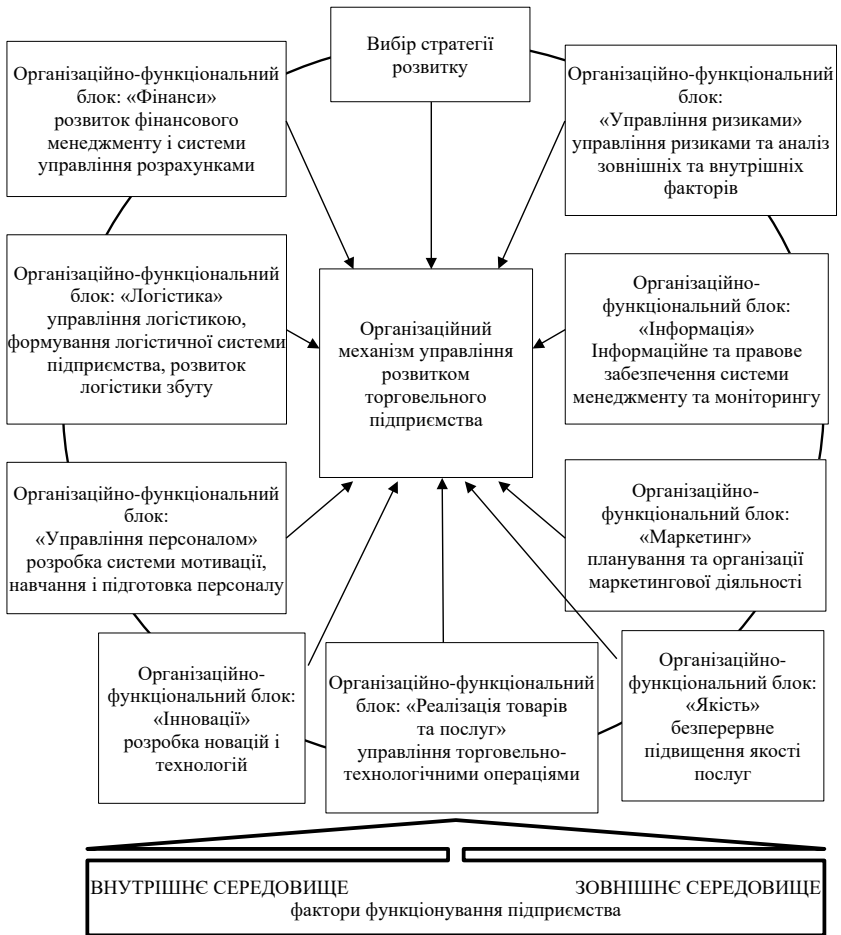 Вибір стратегії
розвитку
Організаційно-функціональний
блок: «Фінанси»
розвиток фінансового
менеджменту і системи
управління розрахунками
Організаційно-функціональний
блок:
«Управління ризиками»
управління ризиками та аналіз
зовнішніх та внутрішніх
факторів
Організаційно-функціональний
блок: «Логістика»
управління логістикою,
формування логістичної системи
підприємства, розвиток
логістики збуту
Організаційний
механізм управління
розвитком
торговельного
підприємства
Організаційно-
функціональний блок:
«Інформація»
Інформаційне та правове
забезпечення системи
менеджменту та моніторингу
Організаційно-функціональний
блок:
«Управління персоналом»
розробка системи мотивації,
навчання і підготовка персоналу
Організаційно-
функціональний блок:
«Маркетинг»
планування та організації
маркетингової діяльності
Організаційно-
функціональний блок:
«Інновації»
розробка новацій і
технологій
Організаційно-функціональний
блок: «Реалізація товарів
та послуг»
управління торговельно-
технологічними операціями
Організаційно-
функціональний блок:
«Якість»
безперервне
підвищення якості
послуг
ВНУТРІШНЄ СЕРЕДОВИЩЕ ЗОВНІШНЄ СЕРЕДОВИЩЕ
фактори функціонування підприємства